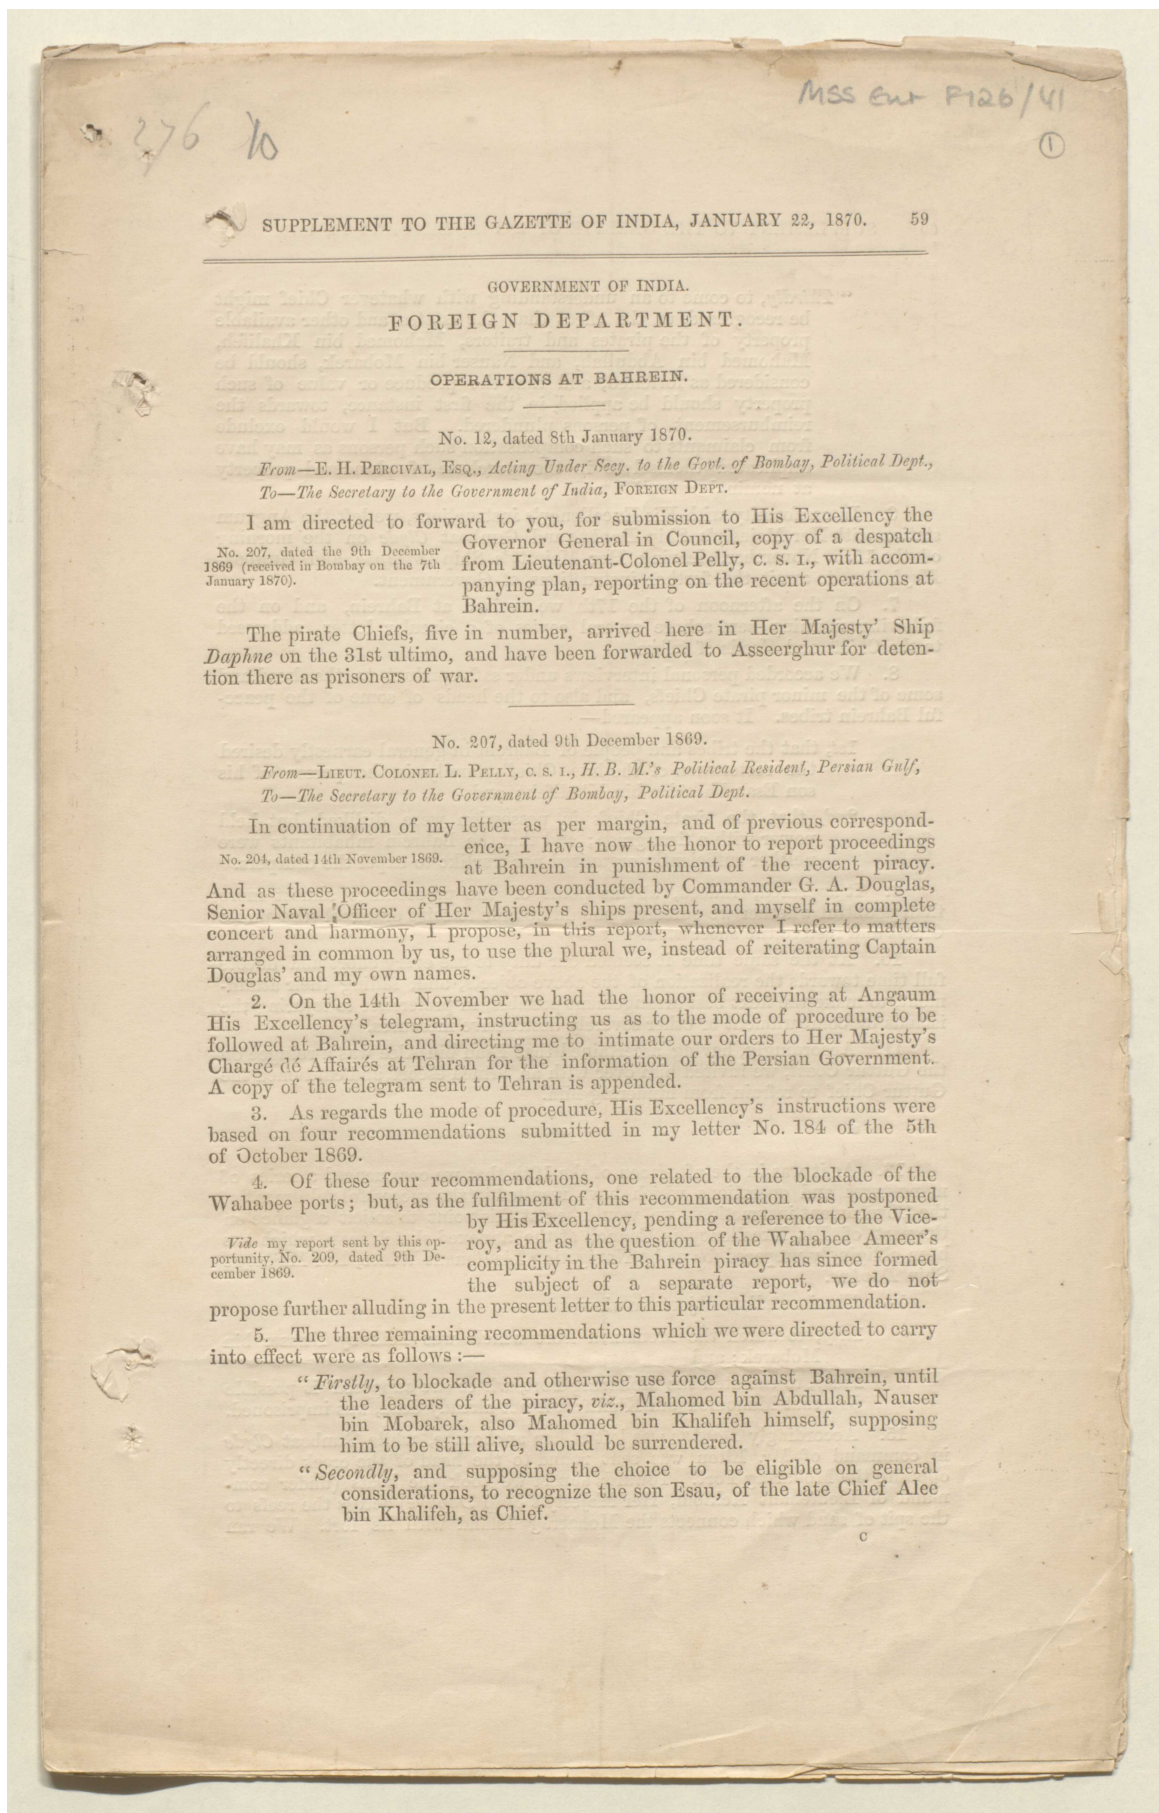 MSS Eur F126/41
276 10
1
SUPPLEMENT TO THE GAZETTE OF INDIA, JANUARY 22, 1870. 59
GOVERNMENT OF INDIA.
FOREIGN DEPARTMENT.
OPERATIONS AT BAHREIN.
No. 12, dated 8th January 1870.
From—E. H. PERCIVAL, ESQ., Acting Under Secy. to the Govt. of Bombay, Political Dept.,
To—The Secretary to the Government of India, FOREIGN DEPT.
I am directed to forward to you, for submission to His Excellency the
Governor General in Council, copy of a despatch
from Lieutenant-Colonel Pelly, C. S. I., with accom-
panying plan, reporting on the recent operations at
Bahrein.
No. 207, dated the 9th December
1869 (received in Bombay on the 7th
January 1870).
The pirate Chiefs, five in number, arrived here in Her Majesty' Ship
Daphne on the 31st ultimo, and have been forwarded to Asseerghur for deten-
tion there as prisoners of war.
No. 207, dated 9th December 1869.
From—LIEUT. COLONEL L. PELLY, C. S. I., H. B. M.'s Political Resident, Persian Gulf,
To—The Secretary to the Government of Bombay, Political Dept.
In continuation of my letter as per margin, and of previous correspond-
ence, I have now the honor to report proceedings
No. 204, dated 14th November 1869.
at Bahrein in punishment of the recent piracy.
And as these proceedings have been conducted by Commander G. A. Douglas,
Senior Naval Officer of Her Majesty's ships present, and myself in complete
concert and harmony, I propose, in this report, whenever I refer to matters
arranged in common by us, to use the plural we, instead of reiterating Captain
Douglas' and my own names.
2. On the 14th November we had the honor of receiving at Angaum
His Excellency's telegram, instructing us as to the mode of procedure to be
followed at Bahrein, and directing me to intimate our orders to Her Majesty's
Chargé dé Affairés at Tehran for the information of the Persian Government.
A copy of the telegram sent to Tehran is appended.
3. As regards the mode of procedure, His Excellency's instructions were
based on four recommendations submitted in my letter No. 184 of the 5th
of October 1869.
4. Of these four recommendations, one related to the blockade of the
Wahabee ports; but, as the fulfilment of this recommendation was postponed
by His Excellency, pending a reference to the Vice-
roy, and as the question of the Wahabee Ameer's
complicity in the Bahrein piracy has since formed
the subject of a separate report, we do not
Vide my report sent by this op-
portunity, No. 209, dated 9th De-
cember 1869.
propose further alluding in the present letter to this particular recommendation.
5. The three remaining recommendations which we were directed to carry
into effect were as follows :—
"Firstly, to blockade and otherwise use force against Bahrein, until
the leaders of the piracy, viz., Mahomed bin Abdullah, Nauser
bin Mobarek, also Mahomed bin Khalifeh himself, supposing
him to be still alive, should be surrendered.
"Secondly, and supposing the choice to be eligible on general
considerations, to recognize the son Esau, of the late Chief Alee
bin Khalifeh, as Chief.
C